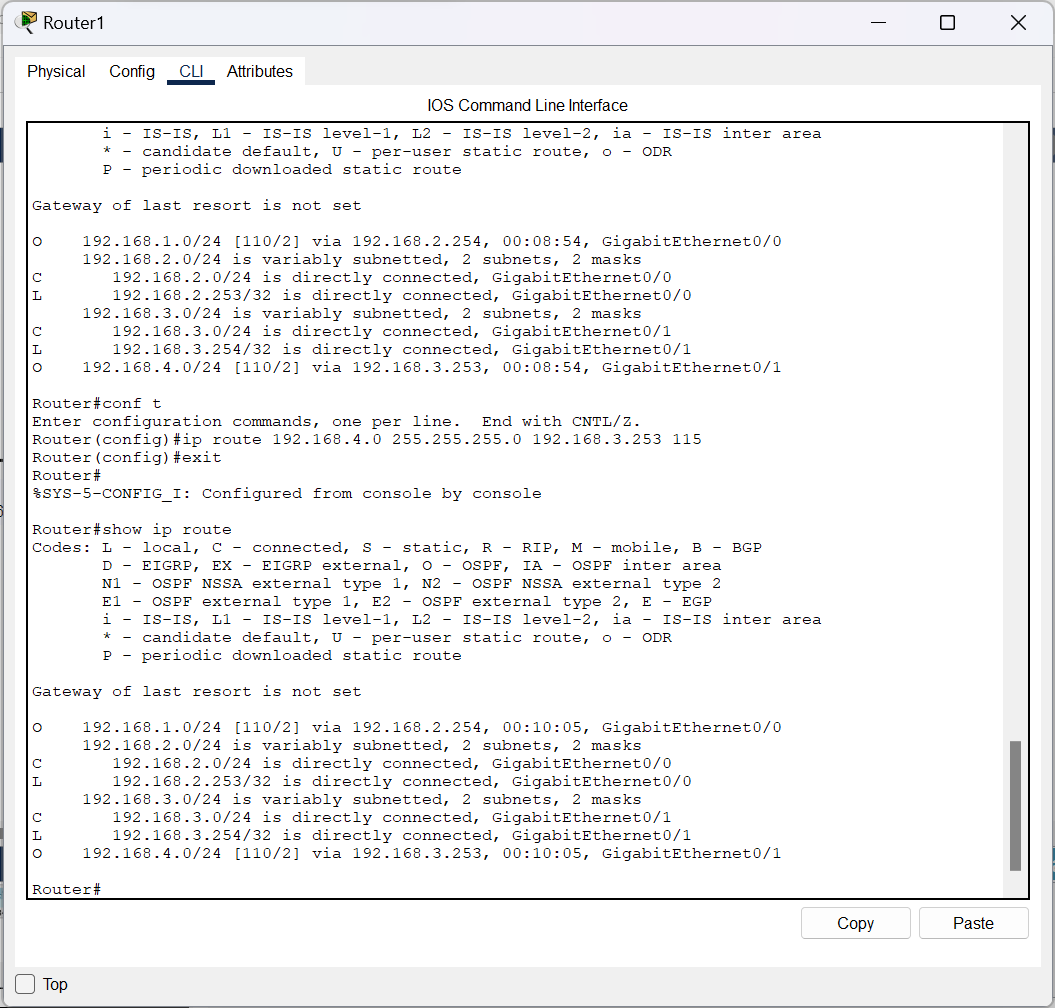 Router1
Physical Config CLI Attributes
IOS Command Line Interface
i - IS-IS, L1 - IS-IS level-1, L2 - IS-IS level-2, ia - IS-IS inter area
* - candidate default, U - per-user static route, o - ODR
P - periodic downloaded static route
Gateway of last resort is not set
O 192.168.1.0/24 [110/2] via 192.168.2.254, 00:08:54, GigabitEthernet0/0
192.168.2.0/24 is variably subnetted, 2 subnets, 2 masks
C 192.168.2.0/24 is directly connected, GigabitEthernet0/0
L 192.168.2.253/32 is directly connected, GigabitEthernet0/0
192.168.3.0/24 is variably subnetted, 2 subnets, 2 masks
C 192.168.3.0/24 is directly connected, GigabitEthernet0/1
L 192.168.3.254/32 is directly connected, GigabitEthernet0/1
O 192.168.4.0/24 [110/2] via 192.168.3.253, 00:08:54, GigabitEthernet0/1
Router#conf t
Enter configuration commands, one per line. End with CNTL/Z.
Router(config)#ip route 192.168.4.0 255.255.255.0 192.168.3.253 115
Router(config)#exit
Router#
%SYS-5-CONFIG_I: Configured from console by console
Router#show ip route
Codes: L - local, C - connected, S - static, R - RIP, M - mobile, B - BGP
D - EIGRP, EX - EIGRP external, O - OSPF, IA - OSPF inter area
N1 - OSPF NSSA external type 1, N2 - OSPF NSSA external type 2
E1 - OSPF external type 1, E2 - OSPF external type 2, E - EGP
i - IS-IS, L1 - IS-IS level-1, L2 - IS-IS level-2, ia - IS-IS inter area
* - candidate default, U - per-user static route, o - ODR
P - periodic downloaded static route
Gateway of last resort is not set
O 192.168.1.0/24 [110/2] via 192.168.2.254, 00:10:05, GigabitEthernet0/0
192.168.2.0/24 is variably subnetted, 2 subnets, 2 masks
C 192.168.2.0/24 is directly connected, GigabitEthernet0/0
L 192.168.2.253/32 is directly connected, GigabitEthernet0/0
192.168.3.0/24 is variably subnetted, 2 subnets, 2 masks
C 192.168.3.0/24 is directly connected, GigabitEthernet0/1
L 192.168.3.254/32 is directly connected, GigabitEthernet0/1
O 192.168.4.0/24 [110/2] via 192.168.3.253, 00:10:05, GigabitEthernet0/1
Router#
Copy Paste
Top